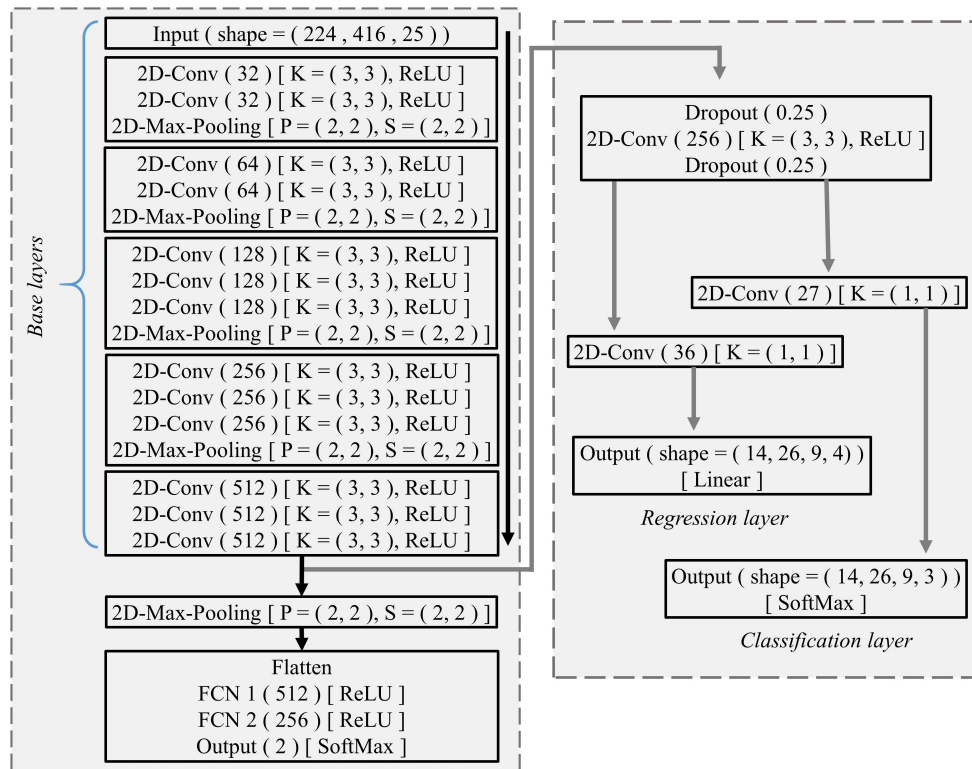 Base layers
Input ( shape = ( 224 , 416 , 25 ) )
2D-Conv ( 32 ) [ K = ( 3, 3 ), ReLU ]
2D-Conv ( 32 ) [ K = ( 3, 3 ), ReLU ]
2D-Max-Pooling [ P = ( 2, 2 ), S = ( 2, 2 ) ]
2D-Conv ( 64 ) [ K = ( 3, 3 ), ReLU ]
2D-Conv ( 64 ) [ K = ( 3, 3 ), ReLU ]
2D-Max-Pooling [ P = ( 2, 2 ), S = ( 2, 2 ) ]
2D-Conv ( 128 ) [ K = ( 3, 3 ), ReLU ]
2D-Conv ( 128 ) [ K = ( 3, 3 ), ReLU ]
2D-Conv ( 128 ) [ K = ( 3, 3 ), ReLU ]
2D-Max-Pooling [ P = ( 2, 2 ), S = ( 2, 2 ) ]
2D-Conv ( 256 ) [ K = ( 3, 3 ), ReLU ]
2D-Conv ( 256 ) [ K = ( 3, 3 ), ReLU ]
2D-Conv ( 256 ) [ K = ( 3, 3 ), ReLU ]
2D-Max-Pooling [ P = ( 2, 2 ), S = ( 2, 2 ) ]
2D-Conv ( 512 ) [ K = ( 3, 3 ), ReLU ]
2D-Conv ( 512 ) [ K = ( 3, 3 ), ReLU ]
2D-Conv ( 512 ) [ K = ( 3, 3 ), ReLU ]
2D-Max-Pooling [ P = ( 2, 2 ), S = ( 2, 2 ) ]
Flatten
FCN 1 ( 512 ) [ ReLU ]
FCN 2 ( 256 ) [ ReLU ]
Output ( 2 ) [ SoftMax ]
Dropout ( 0.25 )
2D-Conv ( 256 ) [ K = ( 3, 3 ), ReLU ]
Dropout ( 0.25 )
2D-Conv ( 27 ) [ K = ( 1, 1 ) ]
2D-Conv ( 36 ) [ K = ( 1, 1 ) ]
Output ( shape = ( 14, 26, 9, 4) )
[ Linear ]
Regression layer
Output ( shape = ( 14, 26, 9, 3 ) )
[ SoftMax ]
Classification layer